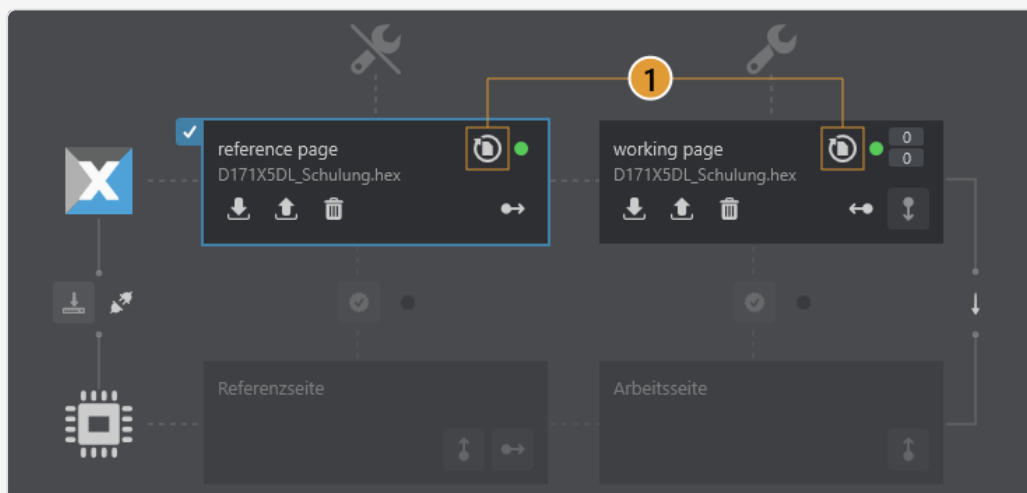 1
reference page
D171X5DL_Schulung.hex
working page
D171X5DL_Schulung.hex
0
0
X
Referenzseite
Arbeitsseite